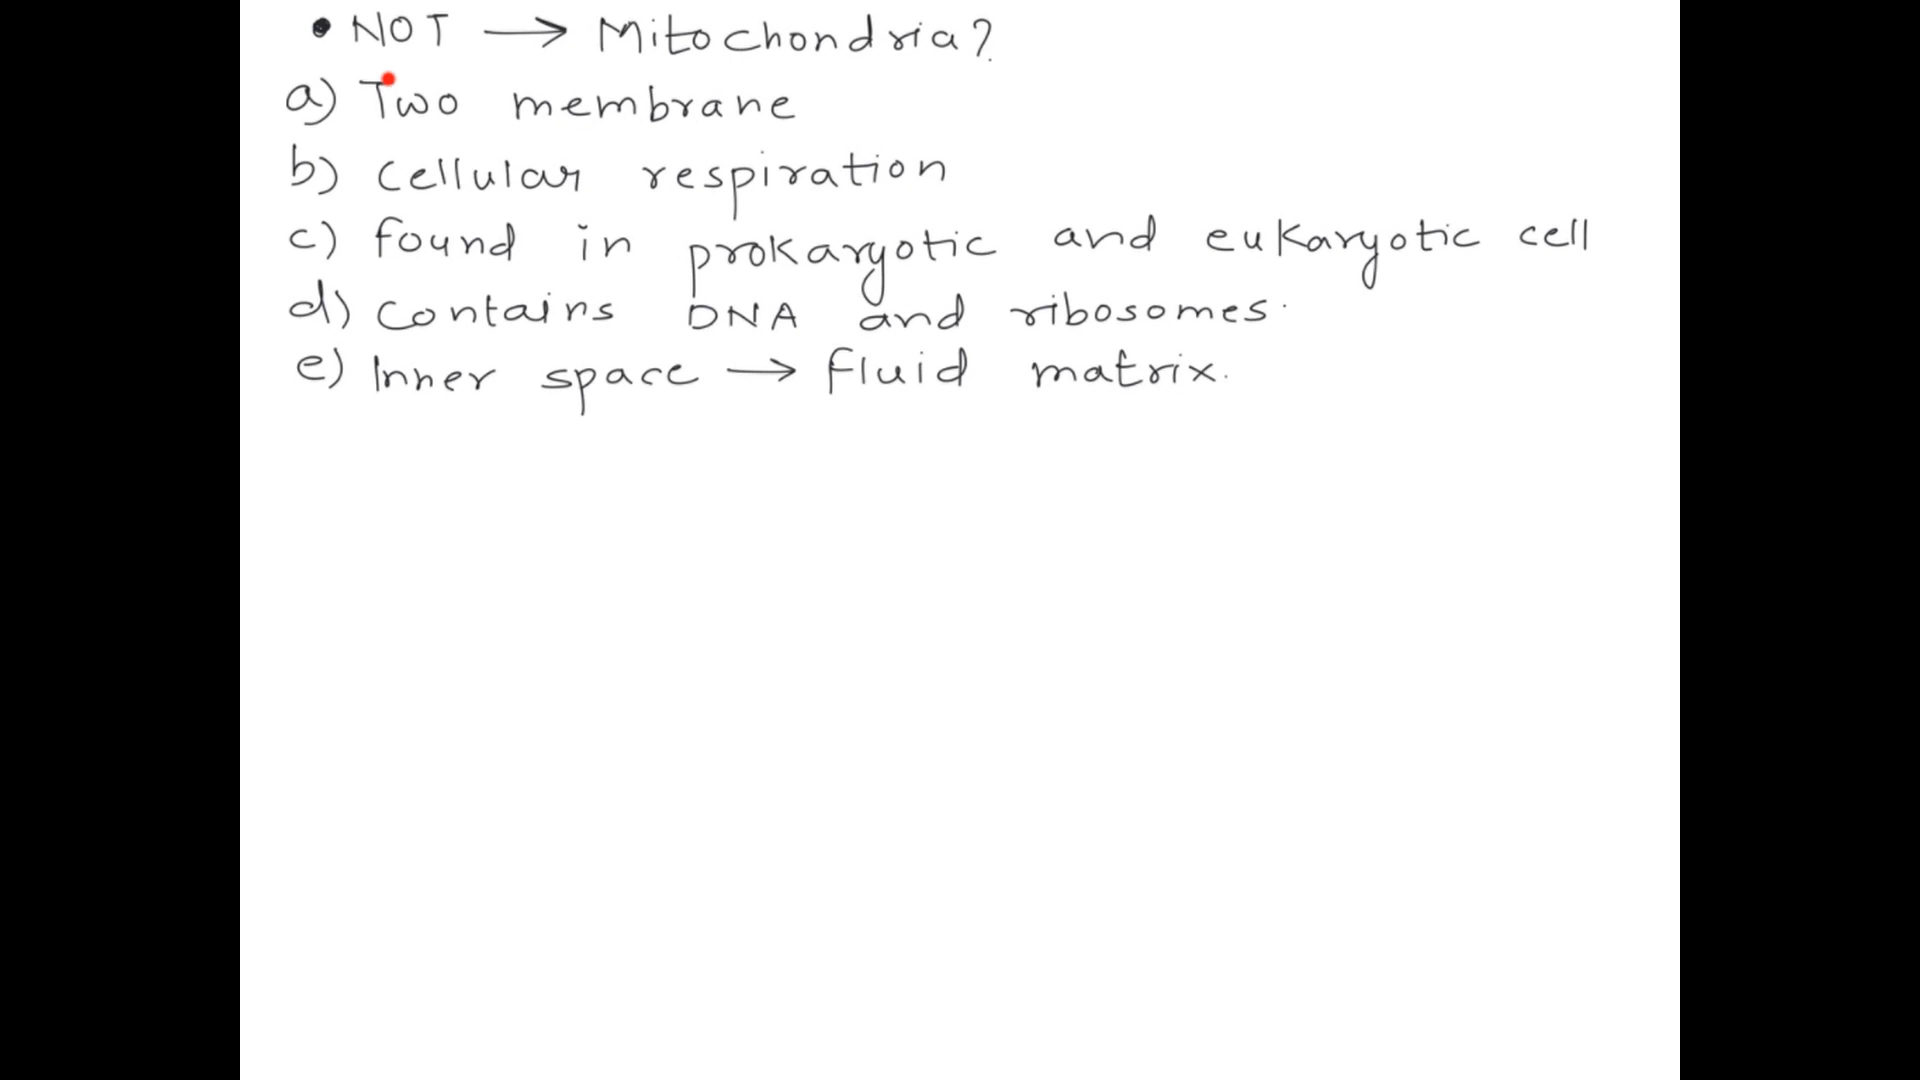 • NOT → Mitochondria?
a) Two membrane
b) cellular respiration
c) found in prokaryotic and eukaryotic cell
d) contains DNA and ribosomes.
e) Inner space → fluid matrix.